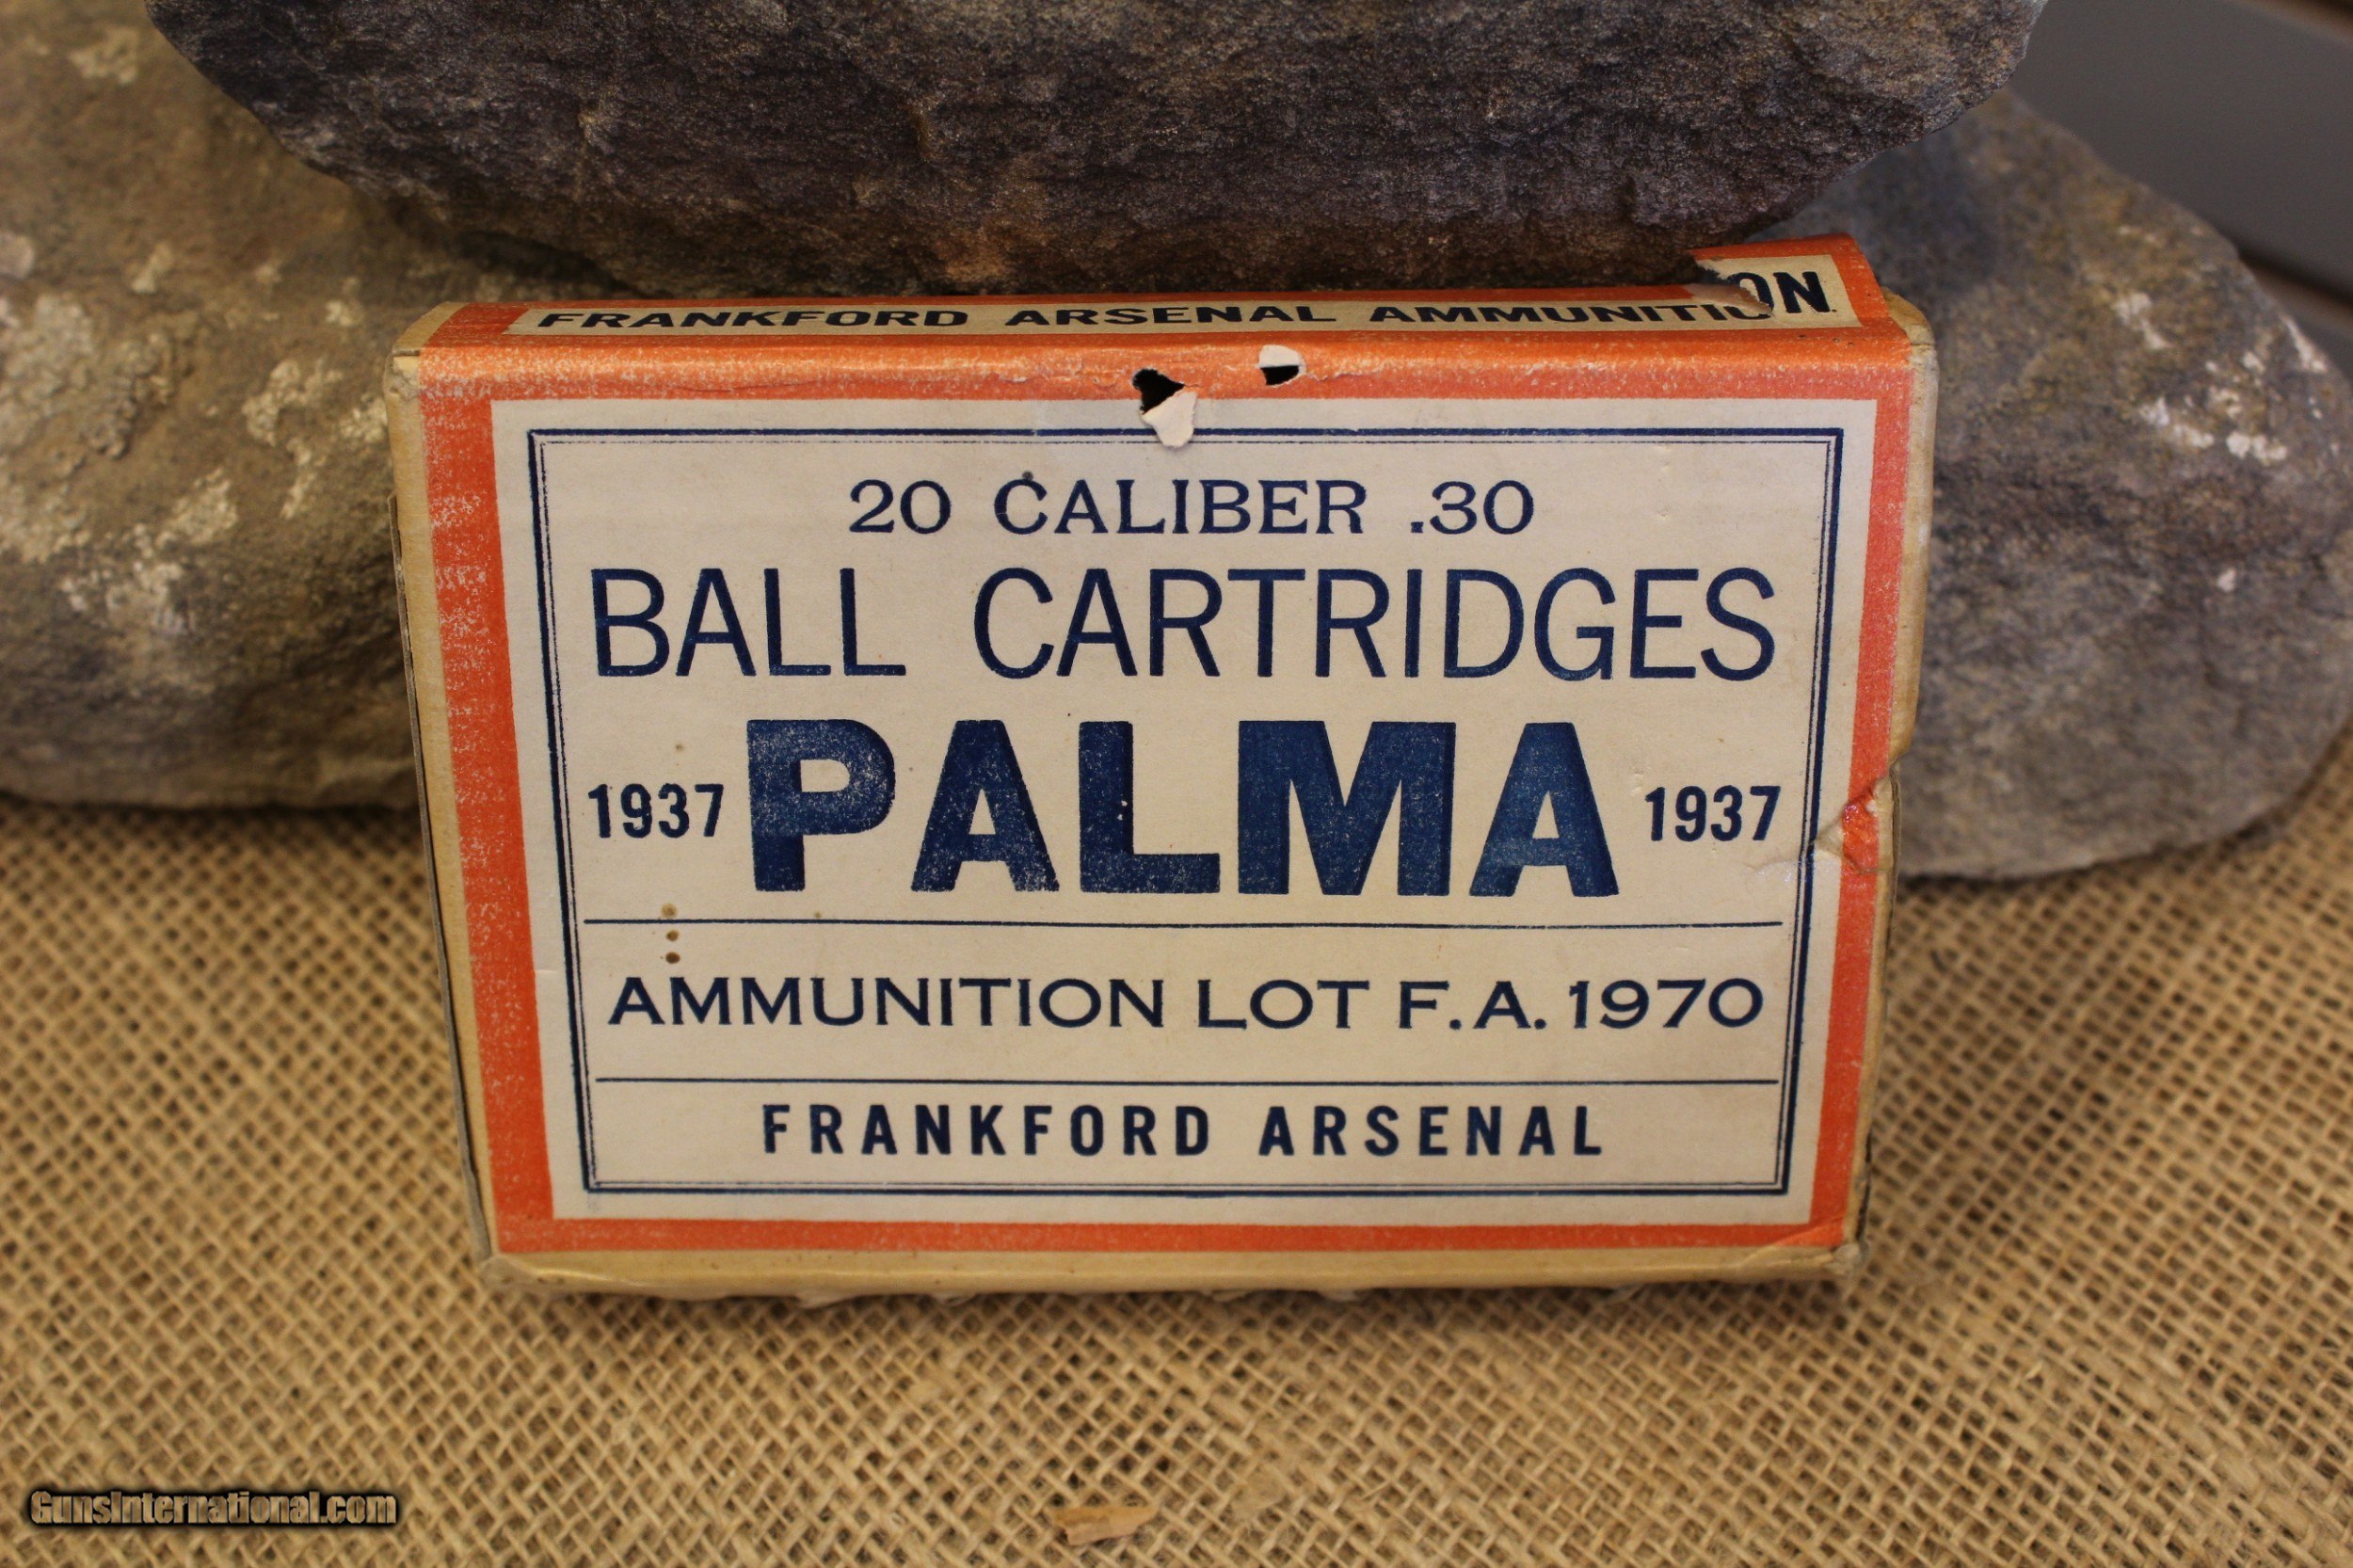 FRANKFORD ARSENAL AMMUNITION
20 CALIBER .30
BALL CARTRIDGES
1937 PALMA 1937
AMMUNITION LOT F.A. 1970
FRANKFORD ARSENAL
GunsInternational.com